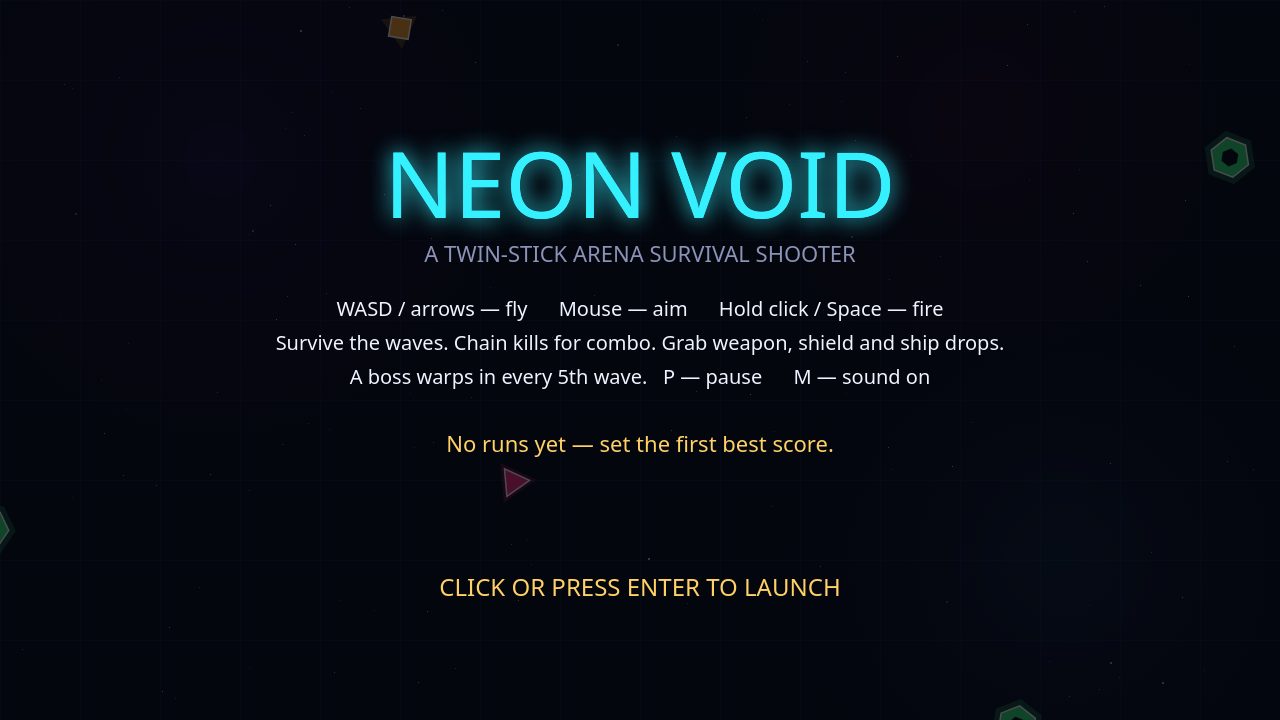 NEON VOID
A TWIN-STICK ARENA SURVIVAL SHOOTER
WASD / arrows — fly Mouse — aim Hold click / Space — fire
Survive the waves. Chain kills for combo. Grab weapon, shield and ship drops.
A boss warps in every 5th wave. P — pause M — sound on
No runs yet — set the first best score.
CLICK OR PRESS ENTER TO LAUNCH